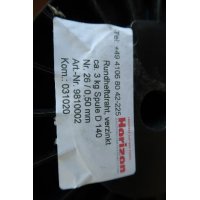 Tel: +49 4106 80 42-225
Horizon
Rundheftdraht, verzinkt
ca. 3 kg Spule D 140
Nr. 26 / 0,50 mm
Art.-Nr. 9810002
Kom.: 031020